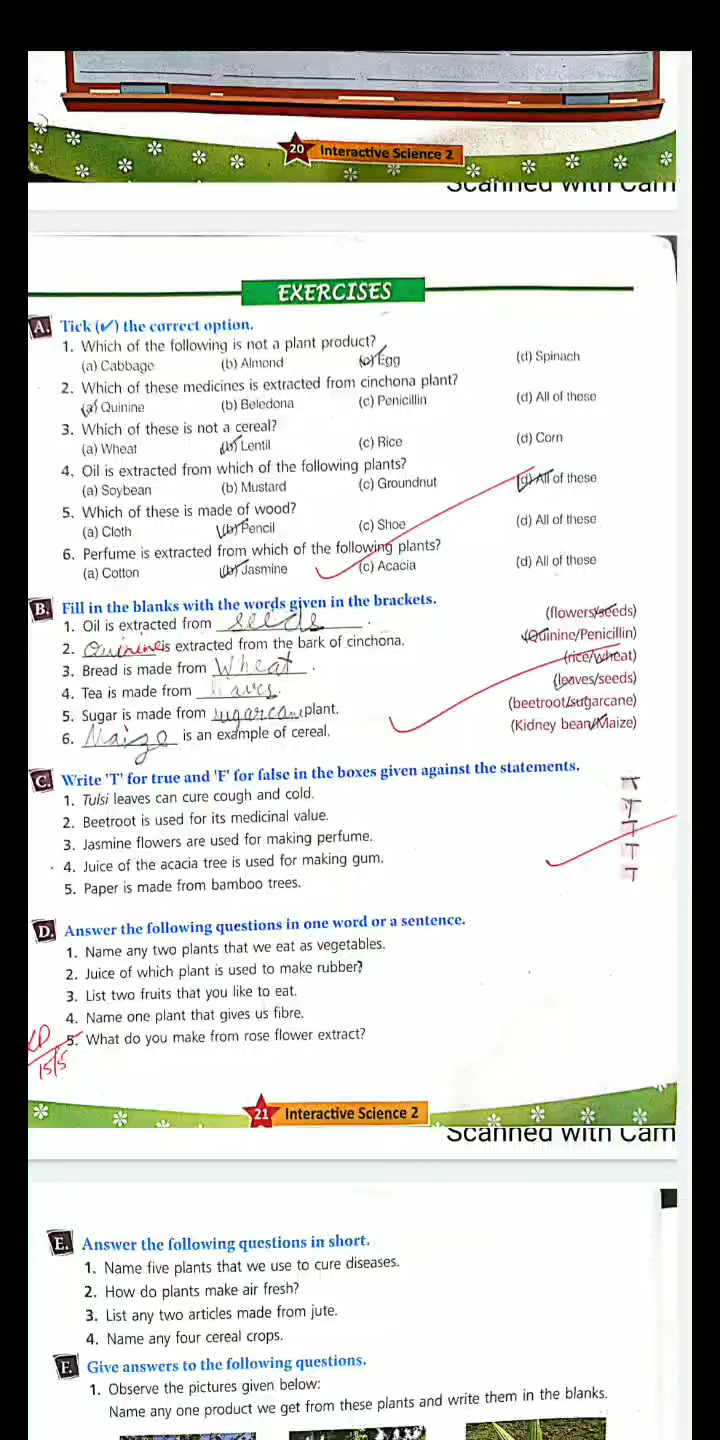 20 Interactive Science 2
Scanned with Cam
EXERCISES
A. Tick (✓) the correct option.
1. Which of the following is not a plant product?
(a) Cabbage (b) Almond (c) Egg (d) Spinach
2. Which of these medicines is extracted from cinchona plant?
(a) Quinine (b) Beledona (c) Penicillin (d) All of these
3. Which of these is not a cereal?
(a) Wheat (b) Lentil (c) Rice (d) Corn
4. Oil is extracted from which of the following plants?
(a) Soybean (b) Mustard (c) Groundnut (d) All of these
5. Which of these is made of wood?
(a) Cloth (b) Pencil (c) Shoe (d) All of these
6. Perfume is extracted from which of the following plants?
(a) Cotton (b) Jasmine (c) Acacia (d) All of these
B. Fill in the blanks with the words given in the brackets.
1. Oil is extracted from seeds. (flowers/seeds)
2. Quinine is extracted from the bark of cinchona. (Quinine/Penicillin)
3. Bread is made from Wheat. (rice/wheat)
4. Tea is made from . (leaves/seeds)
5. Sugar is made from sugarcane plant. (beetroot/sugarcane)
6. Maize is an example of cereal. (Kidney bean/Maize)
C. Write 'T' for true and 'F' for false in the boxes given against the statements.
1. Tulsi leaves can cure cough and cold. T
2. Beetroot is used for its medicinal value. T
3. Jasmine flowers are used for making perfume. T
4. Juice of the acacia tree is used for making gum. T
5. Paper is made from bamboo trees. T
D. Answer the following questions in one word or a sentence.
1. Name any two plants that we eat as vegetables.
2. Juice of which plant is used to make rubber?
3. List two fruits that you like to eat.
4. Name one plant that gives us fibre.
5. What do you make from rose flower extract?
15/5
21 Interactive Science 2
Scanned with Cam
E. Answer the following questions in short.
1. Name five plants that we use to cure diseases.
2. How do plants make air fresh?
3. List any two articles made from jute.
4. Name any four cereal crops.
F. Give answers to the following questions.
1. Observe the pictures given below:
Name any one product we get from these plants and write them in the blanks.